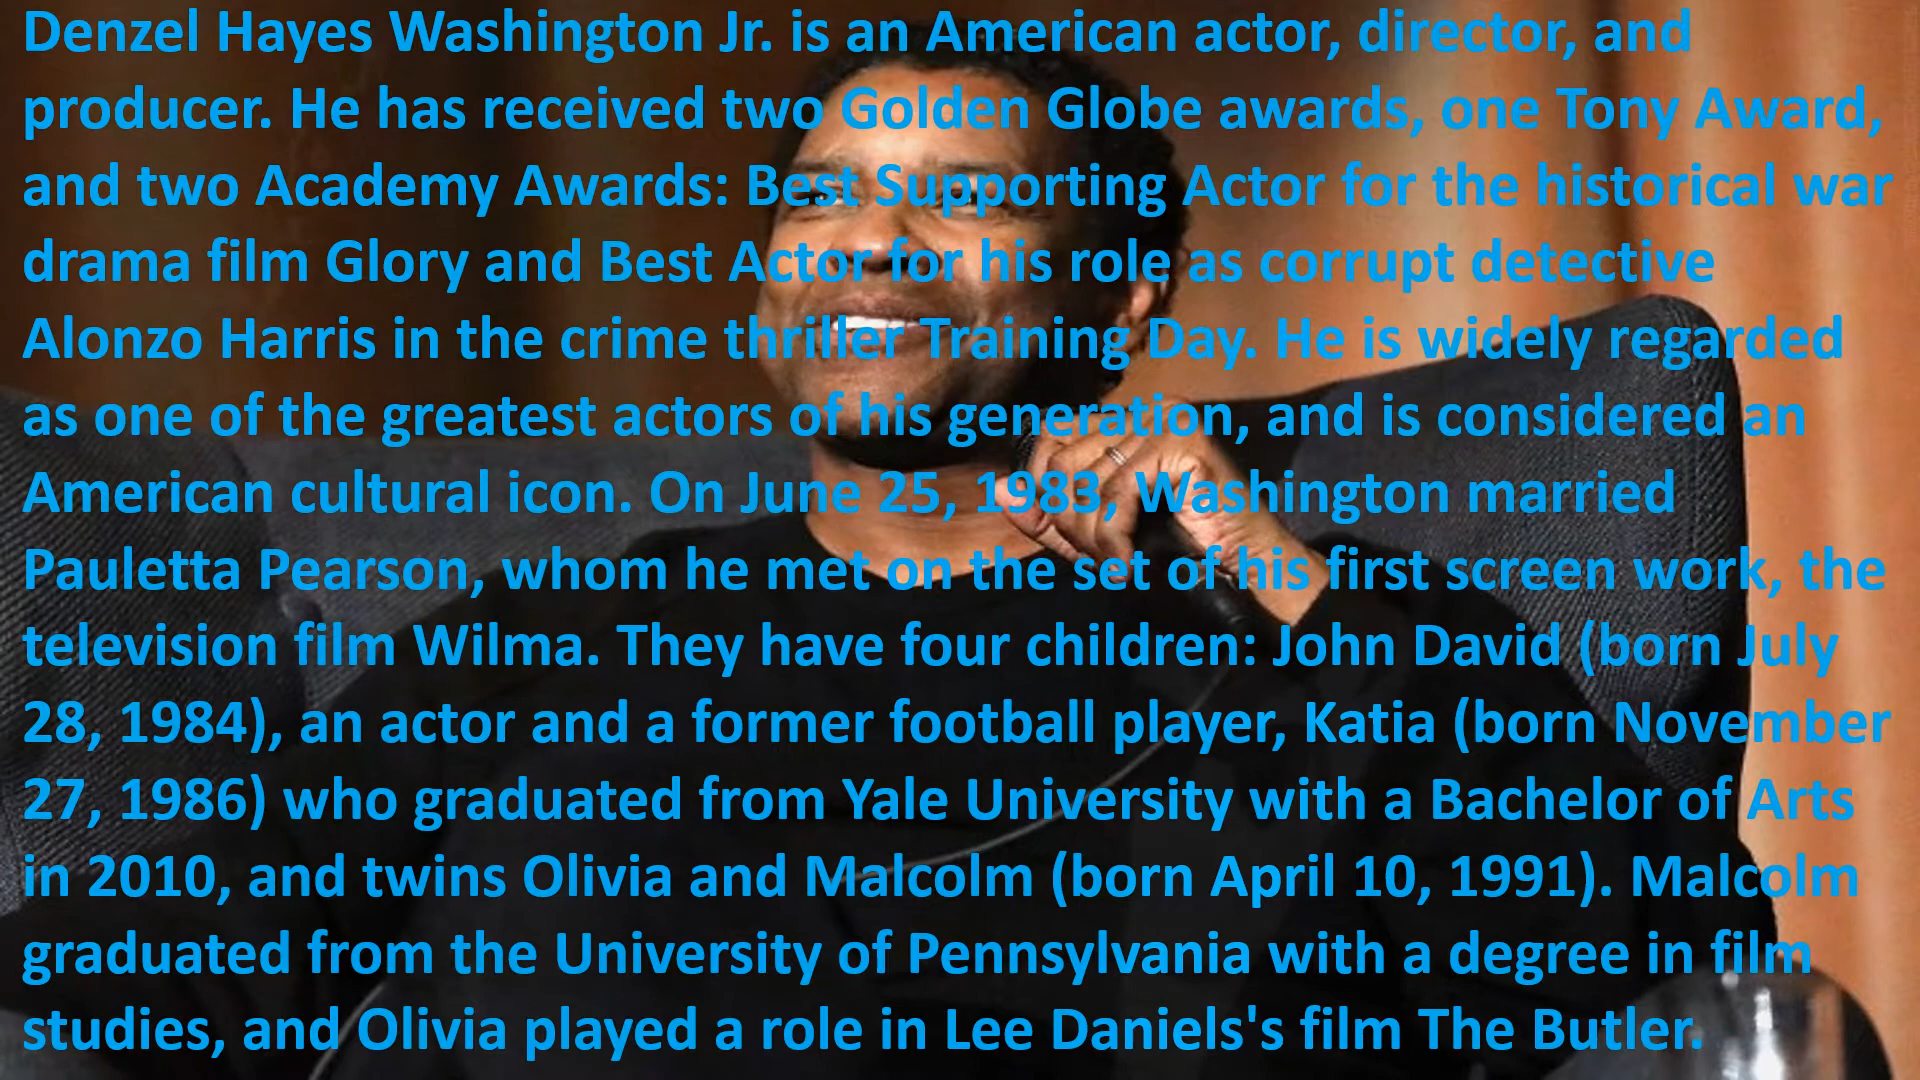 Denzel Hayes Washington Jr. is an American actor, director, and
producer. He has received two Golden Globe awards, one Tony Award,
and two Academy Awards: Best Supporting Actor for the historical war
drama film Glory and Best Actor for his role as corrupt detective
Alonzo Harris in the crime thriller Training Day. He is widely regarded
as one of the greatest actors of his generation, and is considered an
American cultural icon. On June 25, 1983, Washington married
Pauletta Pearson, whom he met on the set of his first screen work, the
television film Wilma. They have four children: John David (born July
28, 1984), an actor and a former football player, Katia (born November
27, 1986) who graduated from Yale University with a Bachelor of Arts
in 2010, and twins Olivia and Malcolm (born April 10, 1991). Malcolm
graduated from the University of Pennsylvania with a degree in film
studies, and Olivia played a role in Lee Daniels's film The Butler.